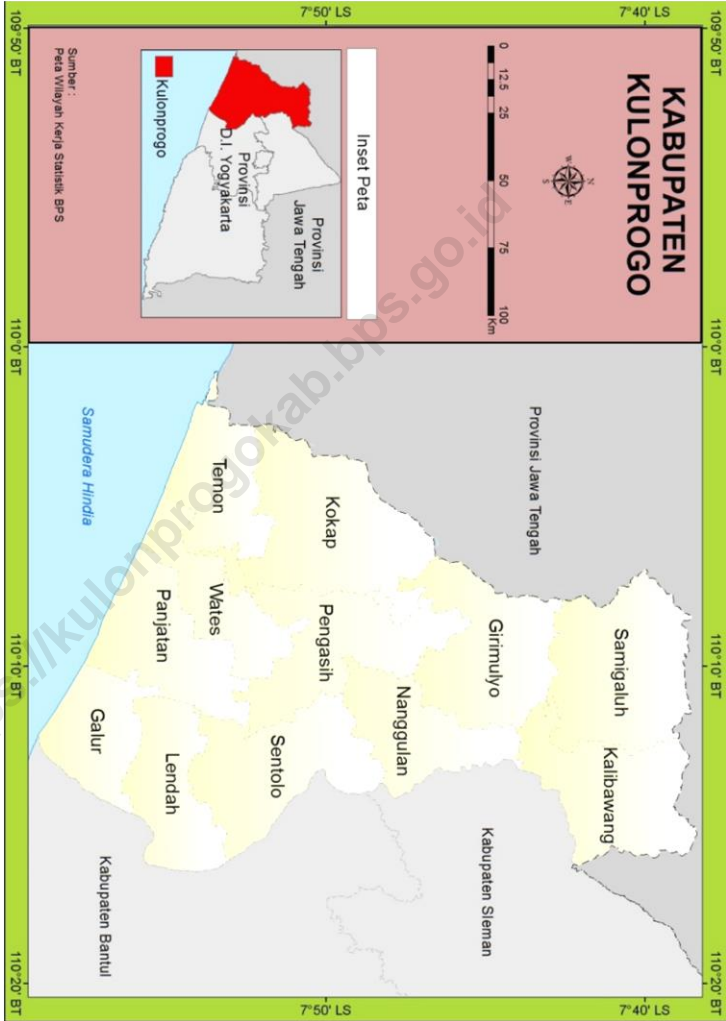 109°50' BT
110°0' BT
110°10' BT
110°20' BT
7°40' LS
7°50' LS
KABUPATEN
KULONPROGO
N
W
E
S
0
12.5
25
50
75
100
Km
Inset Peta
Provinsi
Jawa Tengah
Provinsi
D.I. Yogyakarta
Kulonprogo
Sumber :
Peta Wilayah Kerja Statistik BPS
Provinsi Jawa Tengah
Samigaluh
Kalibawang
Girimulyo
Nanggulan
Kabupaten Sleman
Kokap
Pengasih
Sentolo
Temon
Wates
Panjatan
Lendah
Galur
Kabupaten Bantul
Samudera Hindia
7°40' LS
7°50' LS
109°50' BT
110°0' BT
110°10' BT
110°20' BT
://kulonprogokab.bps.go.id